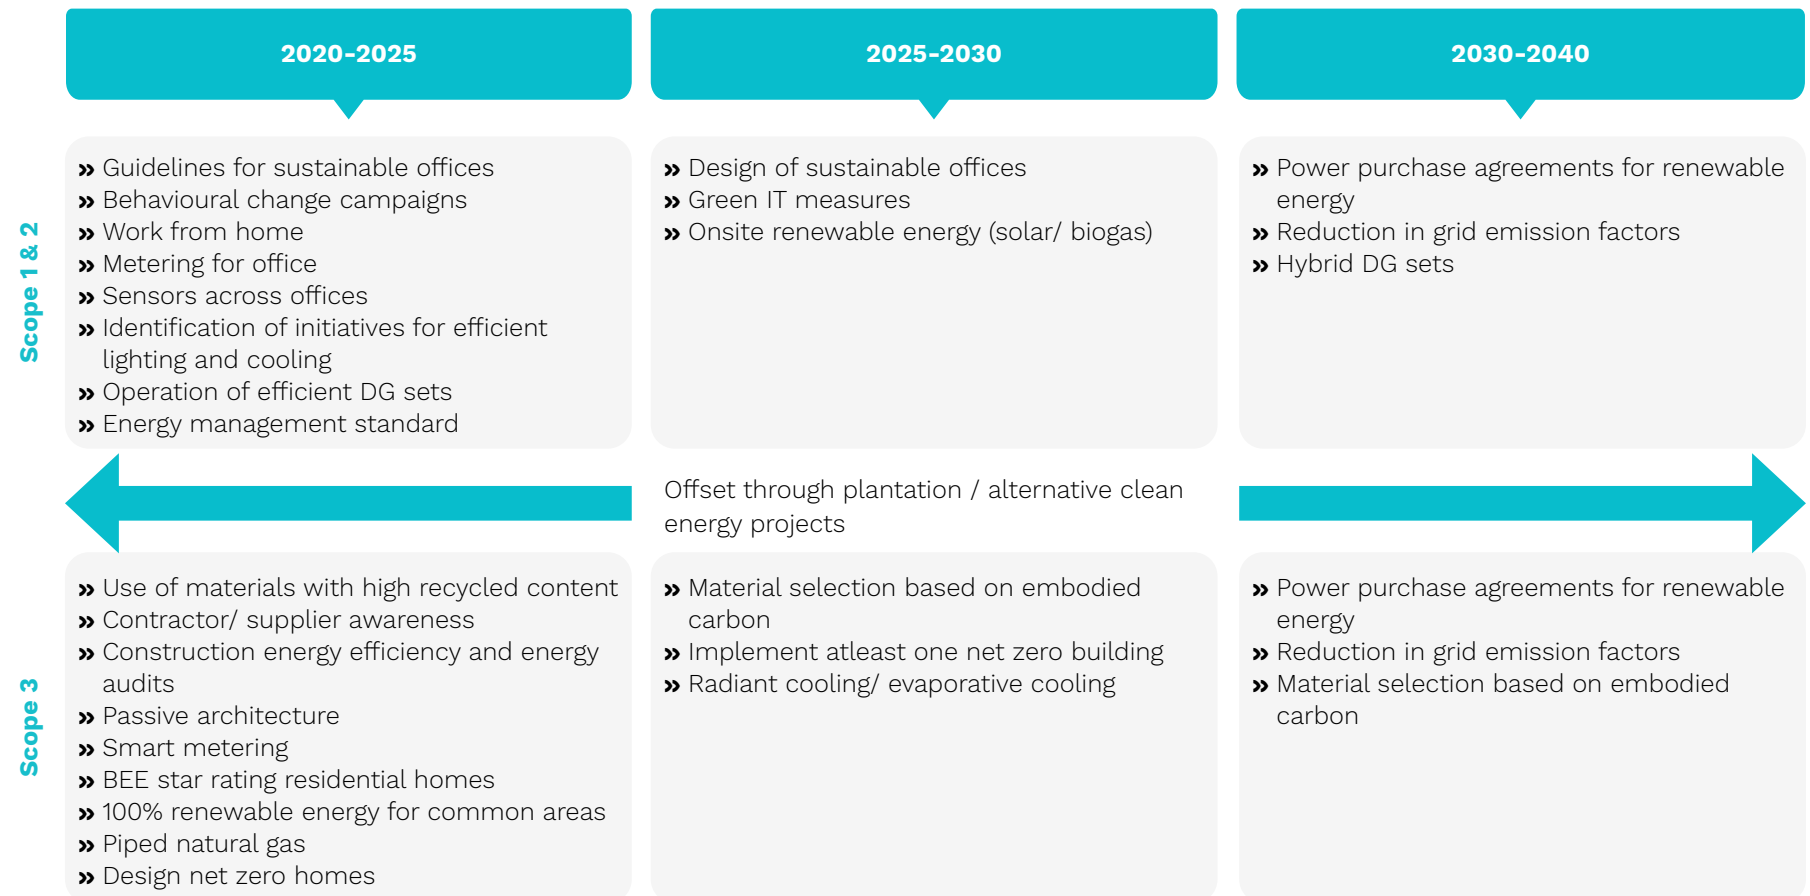 2020-2025
2025-2030
2030-2040
Scope 1 & 2
» Guidelines for sustainable offices
» Behavioural change campaigns
» Work from home
» Metering for office
» Sensors across offices
» Identification of initiatives for efficient
lighting and cooling
» Operation of efficient DG sets
» Energy management standard
» Design of sustainable offices
» Green IT measures
» Onsite renewable energy (solar/ biogas)
» Power purchase agreements for renewable
energy
» Reduction in grid emission factors
» Hybrid DG sets
Offset through plantation / alternative clean
energy projects
Scope 3
» Use of materials with high recycled content
» Contractor/ supplier awareness
» Construction energy efficiency and energy
audits
» Passive architecture
» Smart metering
» BEE star rating residential homes
» 100% renewable energy for common areas
» Piped natural gas
» Design net zero homes
» Material selection based on embodied
carbon
» Implement atleast one net zero building
» Radiant cooling/ evaporative cooling
» Power purchase agreements for renewable
energy
» Reduction in grid emission factors
» Material selection based on embodied
carbon